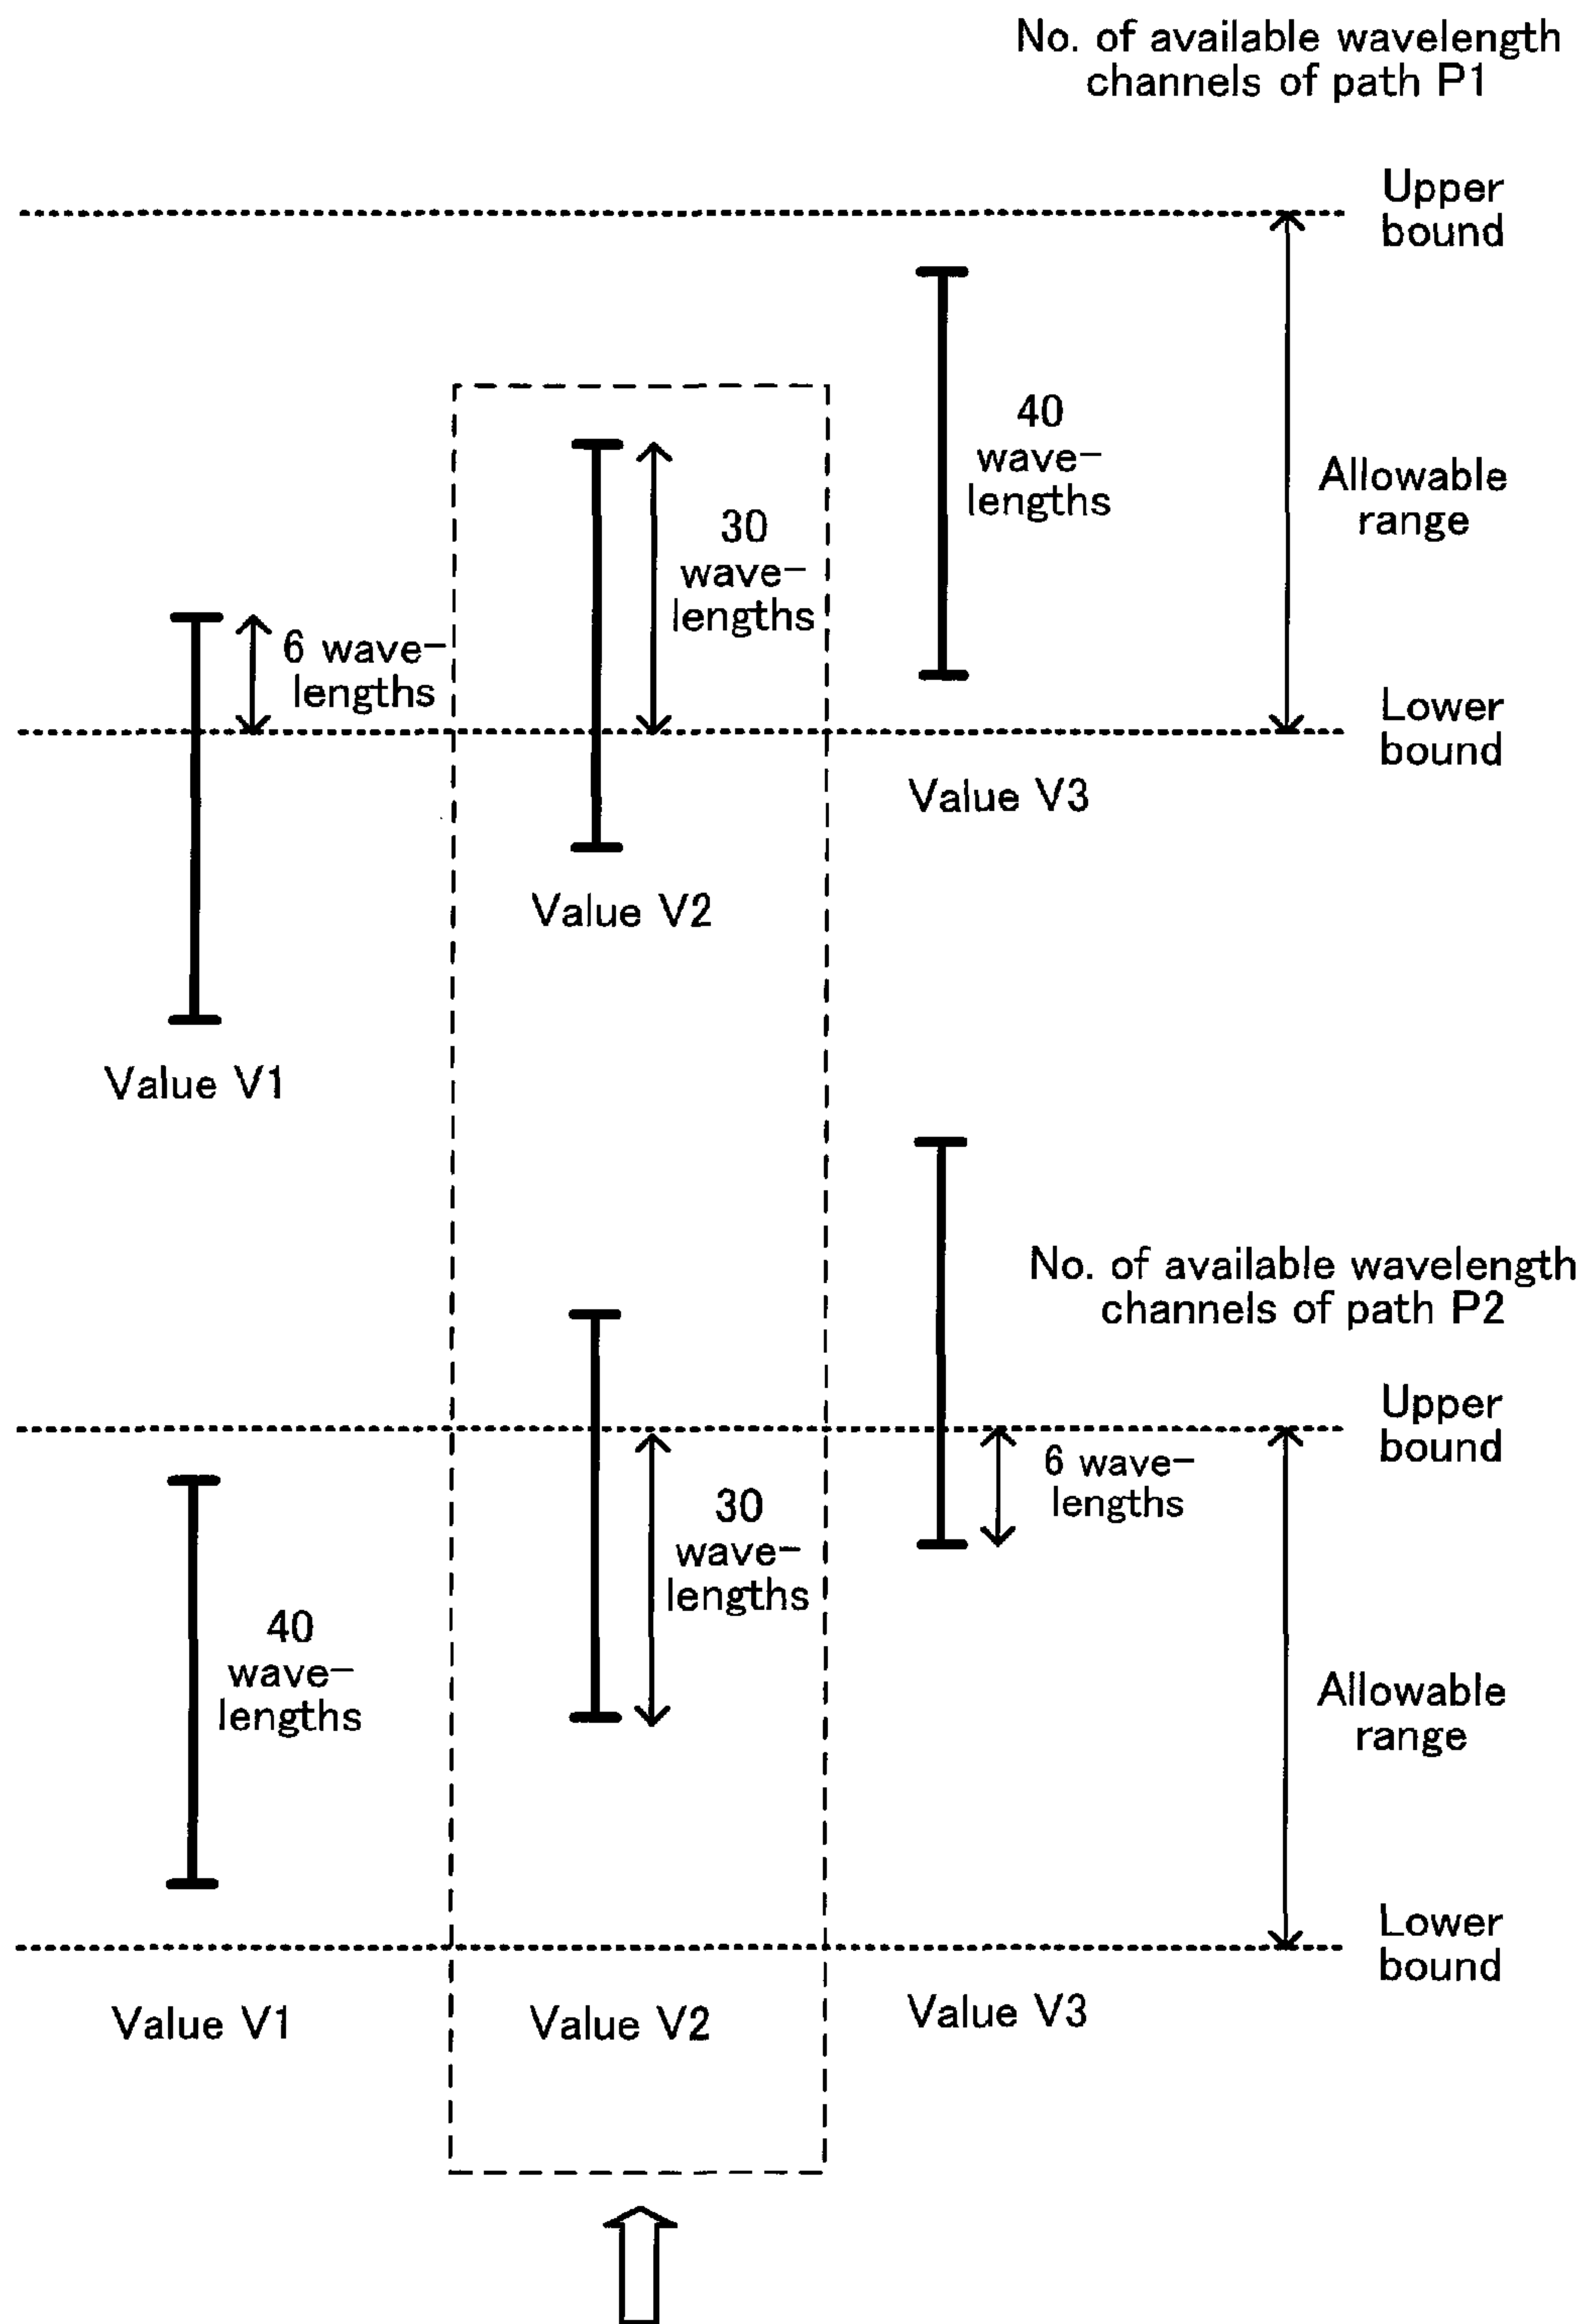 No. of available wavelength
channels of path P1
Upper
bound
40
wave-
lengths
Allowable
range
30
wave-
lengths
6 wave-
lengths
Lower
bound
Value V3
Value V2
Value V1
No. of available wavelength
channels of path P2
Upper
bound
6 wave-
lengths
30
wave-
lengths
40
wave-
lengths
Allowable
range
Lower
bound
Value V1
Value V2
Value V3